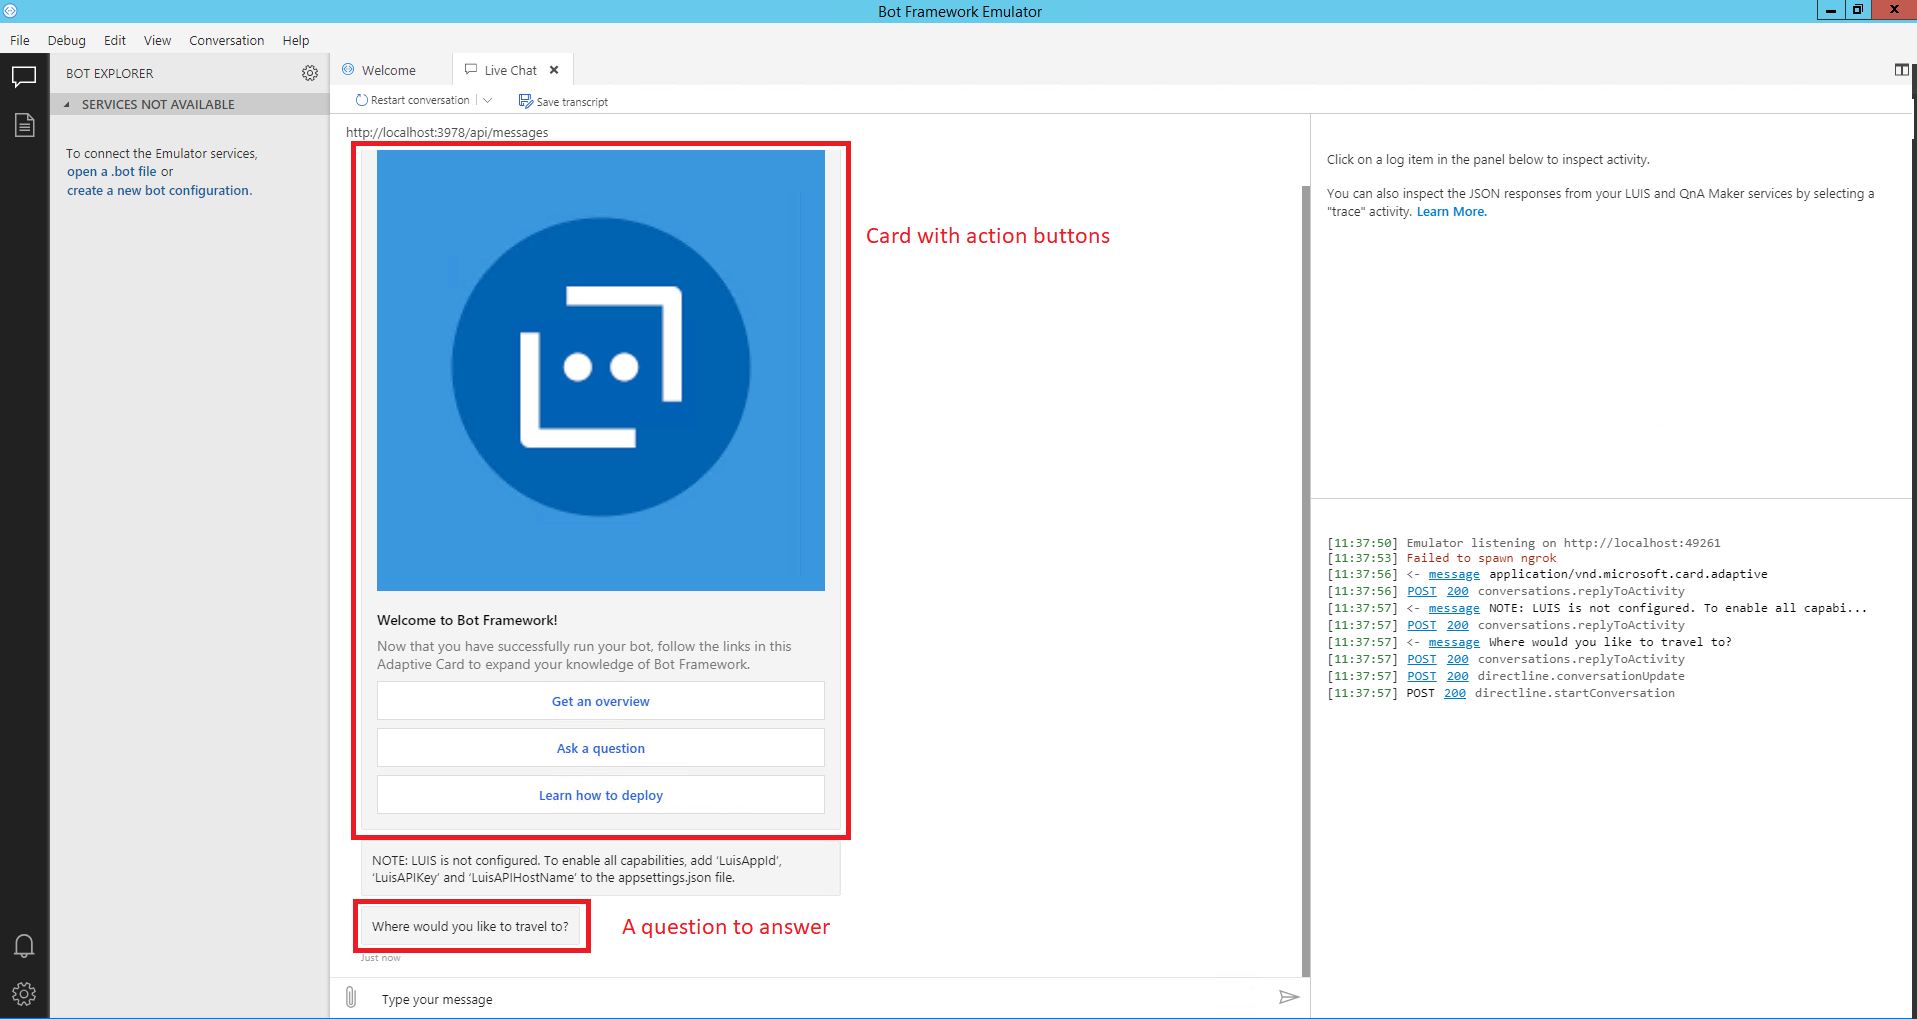 Bot Framework Emulator
File Debug Edit View Conversation Help
BOT EXPLORER
SERVICES NOT AVAILABLE
To connect the Emulator services,
open a .bot file or
create a new bot configuration.
Welcome
Live Chat
Restart conversation
Save transcript
http://localhost:3978/api/messages
Card with action buttons
Welcome to Bot Framework!
Now that you have successfully run your bot, follow the links in this
Adaptive Card to expand your knowledge of Bot Framework.
Get an overview
Ask a question
Learn how to deploy
NOTE: LUIS is not configured. To enable all capabilities, add ‘LuisAppId’,
‘LuisAPIKey’ and ‘LuisAPIHostName’ to the appsettings.json file.
Where would you like to travel to?
A question to answer
Just now
Type your message
Click on a log item in the panel below to inspect activity.
You can also inspect the JSON responses from your LUIS and QnA Maker services by selecting a
"trace" activity. Learn More.
[11:37:50] Emulator listening on http://localhost:49261
[11:37:53] Failed to spawn ngrok
[11:37:56] <- message application/vnd.microsoft.card.adaptive
[11:37:56] POST 200 conversations.replyToActivity
[11:37:57] <- message NOTE: LUIS is not configured. To enable all capabi...
[11:37:57] POST 200 conversations.replyToActivity
[11:37:57] <- message Where would you like to travel to?
[11:37:57] POST 200 conversations.replyToActivity
[11:37:57] POST 200 directline.conversationUpdate
[11:37:57] POST 200 directline.startConversation